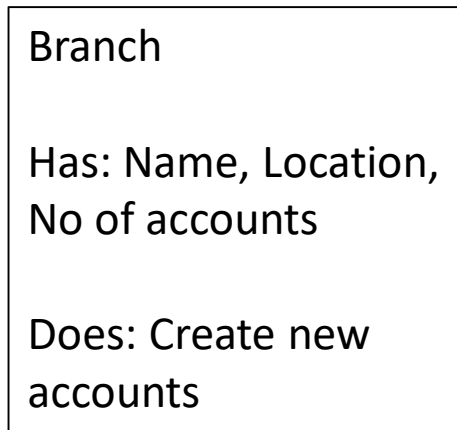 Branch
Has: Name, Location,
No of accounts
Does: Create new
accounts